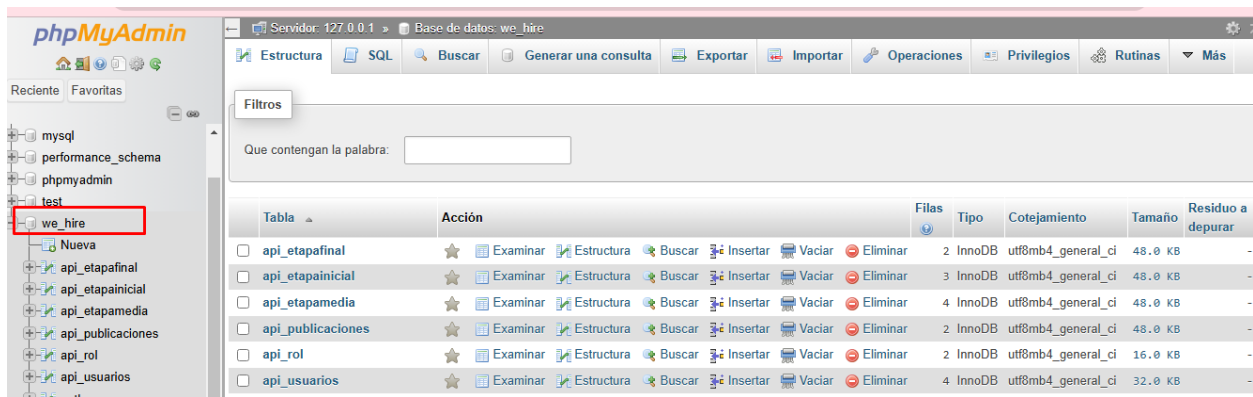 phpMyAdmin
Reciente Favoritas
mysql
performance_schema
phpmyadmin
test
we_hire
Nueva
api_etapafinal
api_etapainicial
api_etapamedia
api_publicaciones
api_rol
api_usuarios
Servidor: 127.0.0.1 » Base de datos: we_hire
Estructura SQL Buscar Generar una consulta Exportar Importar Operaciones Privilegios Rutinas Más
Filtros
Que contengan la palabra:
Tabla Acción Filas Tipo Cotejamiento Tamaño Residuo a depurar
api_etapafinal Examinar Estructura Buscar Insertar Vaciar Eliminar 2 InnoDB utf8mb4_general_ci 48.0 KB -
api_etapainicial Examinar Estructura Buscar Insertar Vaciar Eliminar 3 InnoDB utf8mb4_general_ci 48.0 KB -
api_etapamedia Examinar Estructura Buscar Insertar Vaciar Eliminar 4 InnoDB utf8mb4_general_ci 48.0 KB -
api_publicaciones Examinar Estructura Buscar Insertar Vaciar Eliminar 2 InnoDB utf8mb4_general_ci 48.0 KB -
api_rol Examinar Estructura Buscar Insertar Vaciar Eliminar 2 InnoDB utf8mb4_general_ci 16.0 KB -
api_usuarios Examinar Estructura Buscar Insertar Vaciar Eliminar 4 InnoDB utf8mb4_general_ci 32.0 KB -